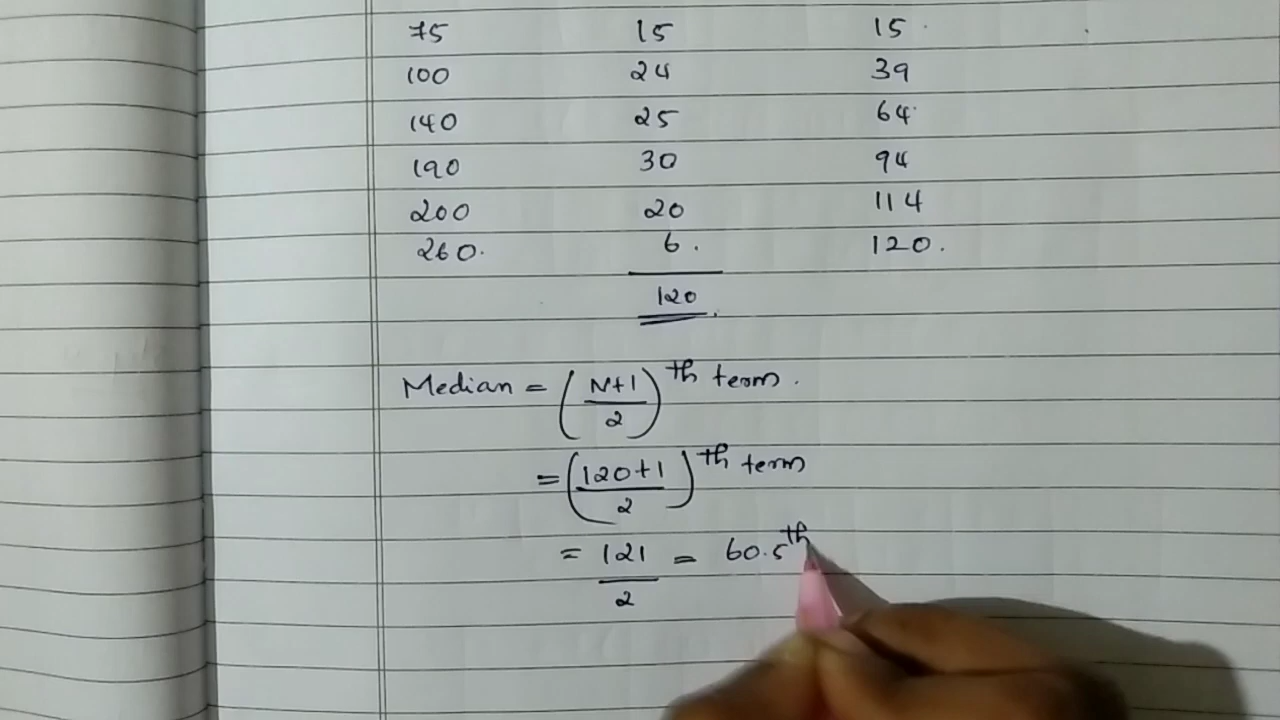 75 15 15
100 24 39
140 25 64
190 30 94
200 20 114
260. 6. 120.
120.
Median = (N+1/2)th term.
= (120+1/2)th term
= 121/2 = 60.5th